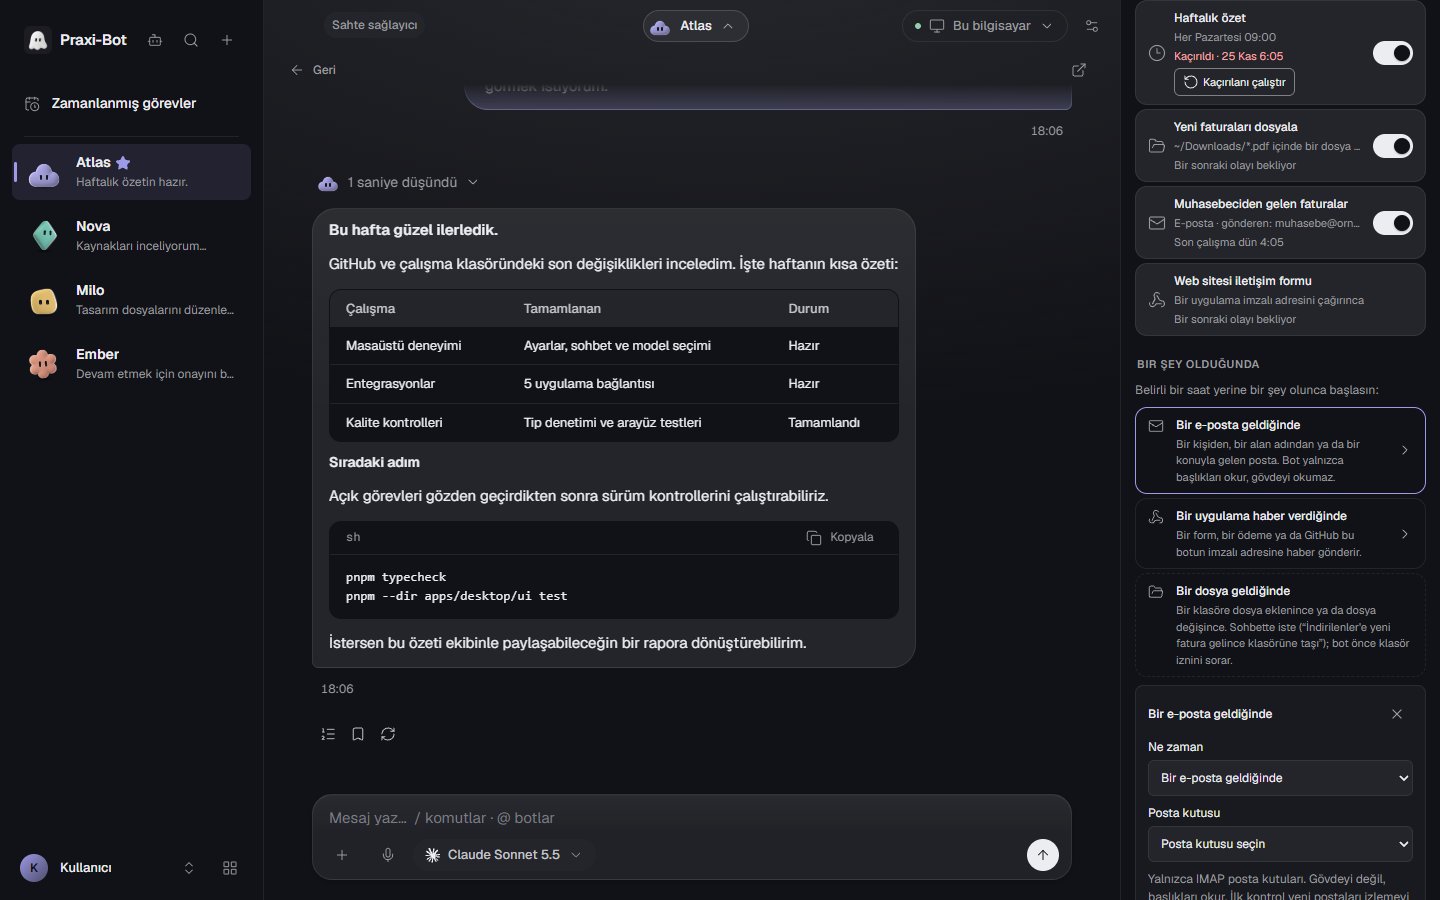 Praxi-Bot
Zamanlanmış görevler
Atlas
Haftalık özetin hazır.
Nova
Kaynakları inceliyorum...
Milo
Tasarım dosyalarını düzenle...
Ember
Devam etmek için onayını b...
K
Kullanıcı
Sahte sağlayıcı
Atlas
Bu bilgisayar
Geri
görmek istiyorum.
18:06
1 saniye düşündü
Bu hafta güzel ilerledik.
GitHub ve çalışma klasöründeki son değişiklikleri inceledim. İşte haftanın kısa özeti:
Çalışma Tamamlanan Durum
Masaüstü deneyimi Ayarlar, sohbet ve model seçimi Hazır
Entegrasyonlar 5 uygulama bağlantısı Hazır
Kalite kontrolleri Tip denetimi ve arayüz testleri Tamamlandı
Sıradaki adım
Açık görevleri gözden geçirdikten sonra sürüm kontrollerini çalıştırabiliriz.
sh Kopyala
pnpm typecheck
pnpm --dir apps/desktop/ui test
İstersen bu özeti ekibinle paylaşabileceğin bir rapora dönüştürebilirim.
18:06
Mesaj yaz... / komutlar · @ botlar
Claude Sonnet 5.5
Haftalık özet
Her Pazartesi 09:00
Kaçırıldı · 25 Kas 6:05
Kaçırılanı çalıştır
Yeni faturaları dosyala
~/Downloads/*.pdf içinde bir dosya ...
Bir sonraki olayı bekliyor
Muhasebeciden gelen faturalar
E-posta · gönderen: muhasebe@orn...
Son çalışma dün 4:05
Web sitesi iletişim formu
Bir uygulama imzalı adresini çağırınca
Bir sonraki olayı bekliyor
BIR ŞEY OLDUĞUNDA
Belirli bir saat yerine bir şey olunca başlasın:
Bir e-posta geldiğinde
Bir kişiden, bir alan adından ya da bir
konuyla gelen posta. Bot yalnızca
başlıkları okur, gövdeyi okumaz.
Bir uygulama haber verdiğinde
Bir form, bir ödeme ya da GitHub bu
botun imzalı adresine haber gönderir.
Bir dosya geldiğinde
Bir klasöre dosya eklenince ya da dosya
değişince. Sohbette iste (“İndirilenler’e yeni
fatura gelince klasörüne taşı”); bot önce klasör
iznini sorar.
Bir e-posta geldiğinde
Ne zaman
Bir e-posta geldiğinde
Posta kutusu
Posta kutusu seçin
Yalnızca IMAP posta kutuları. Gövdeyi değil,
başlıkları okur. İlk kontrol yeni postaları izlemeyi